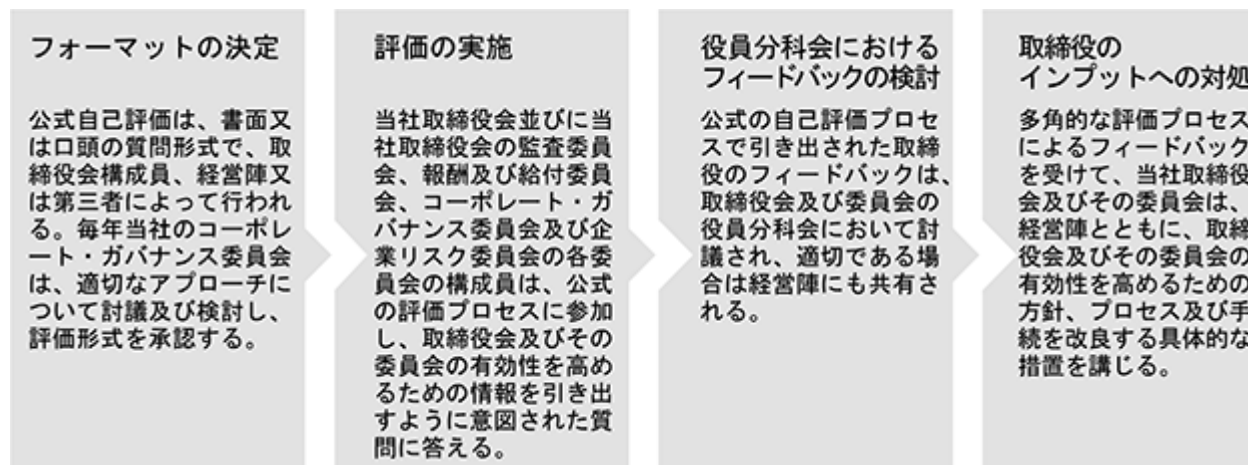 フォーマットの決定
公式自己評価は、書面又
は口頭の質問形式で、取
締役会構成員、経営陣又
は第三者によって行われ
る。毎年当社のコーポレ
ート・ガバナンス委員会
は、適切なアプローチに
ついて討議及び検討し、
評価形式を承認する。
評価の実施
当社取締役会並びに当
社取締役会の監査委員
会、報酬及び給付委員
会、コーポレート・ガ
バナンス委員会及び企
業リスク委員会の各委
員会の構成員は、公式
の評価プロセスに参加
し、取締役会及びその
委員会の有効性を高め
るための情報を引き出
すように意図された質
問に答える。
役員分科会における
フィードバックの検討
公式の自己評価プロセ
スで引き出された取締
役のフィードバックは、
取締役会及び委員会の
役員分科会において討
議され、適切である場
合は経営陣にも共有さ
れる。
取締役の
インプットへの対処
多角的な評価プロセス
によるフィードバック
を受けて、当社取締役
会及びその委員会は、
経営陣とともに、取締
役会及びその委員会の
有効性を高めるための
方針、プロセス及び手
続を改良する具体的な
措置を講じる。